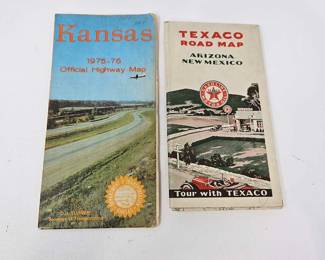 Kansas
1975-76
Official Highway Map
TEXACO
ROAD MAP
ARIZONA
NEW MEXICO
Tour with TEXACO